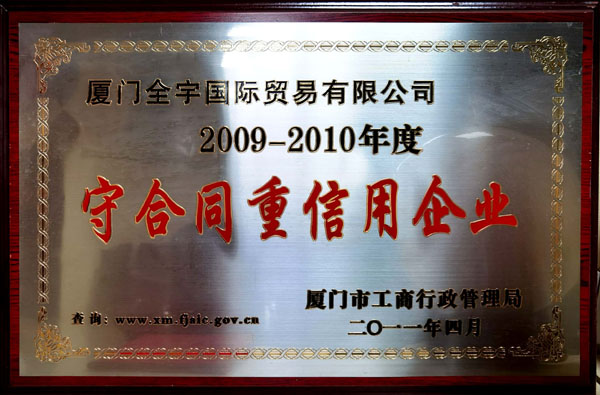 厦门全宇国际贸易有限公司
2009-2010年度
守合同重信用企业
厦门市工商行政管理局
查询：www.xm.fjaic.gov.cn
二〇一一年四月